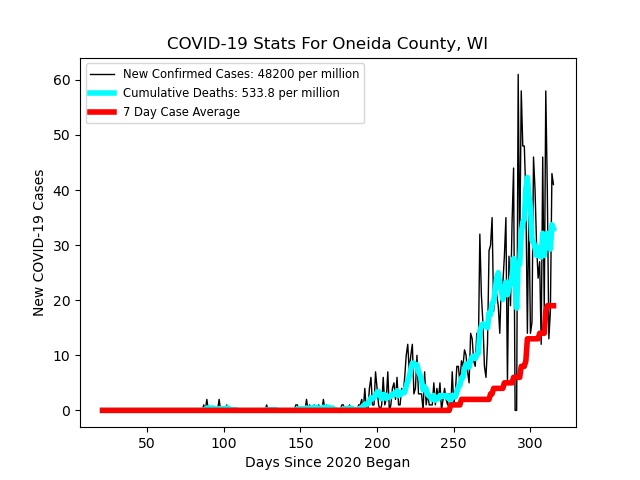 COVID-19 Stats For Oneida County, WI
New Confirmed Cases: 48200 per million
Cumulative Deaths: 533.8 per million
7 Day Case Average
60
50
40
30
20
10
0
New COVID-19 Cases
50 100 150 200 250 300
Days Since 2020 Began